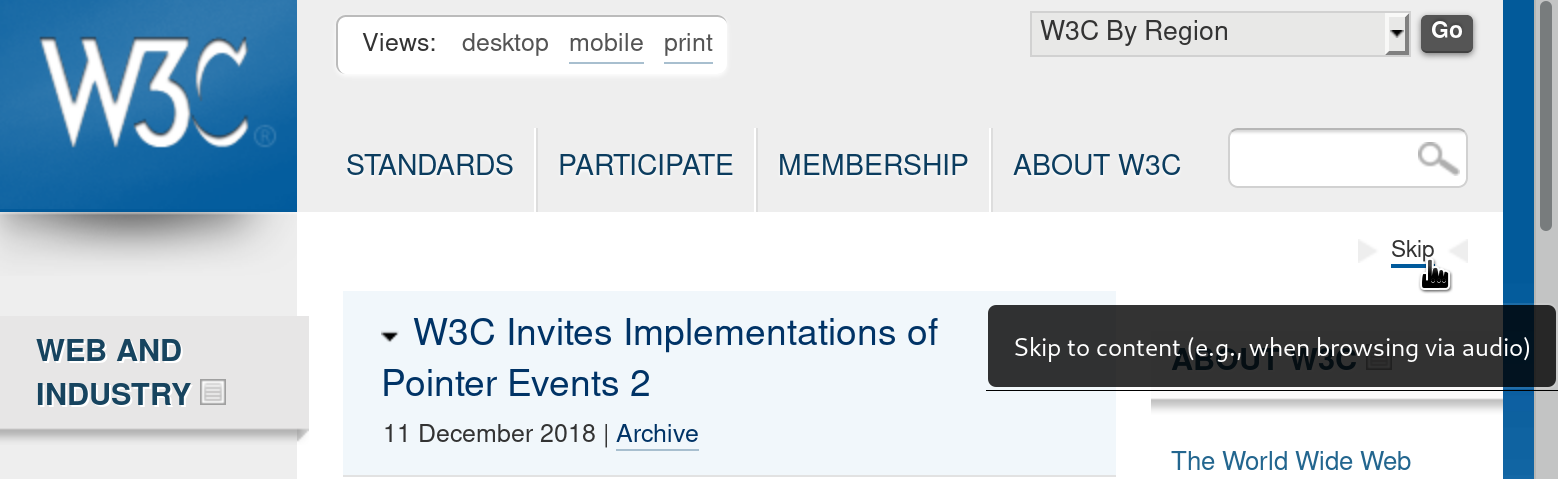 W3C®
Views: desktop mobile print
W3C By Region
Go
STANDARDS
PARTICIPATE
MEMBERSHIP
ABOUT W3C
Skip
Skip to content (e.g., when browsing via audio)
WEB AND
INDUSTRY
W3C Invites Implementations of
Pointer Events 2
11 December 2018 | Archive
ABOUT W3C
The World Wide Web